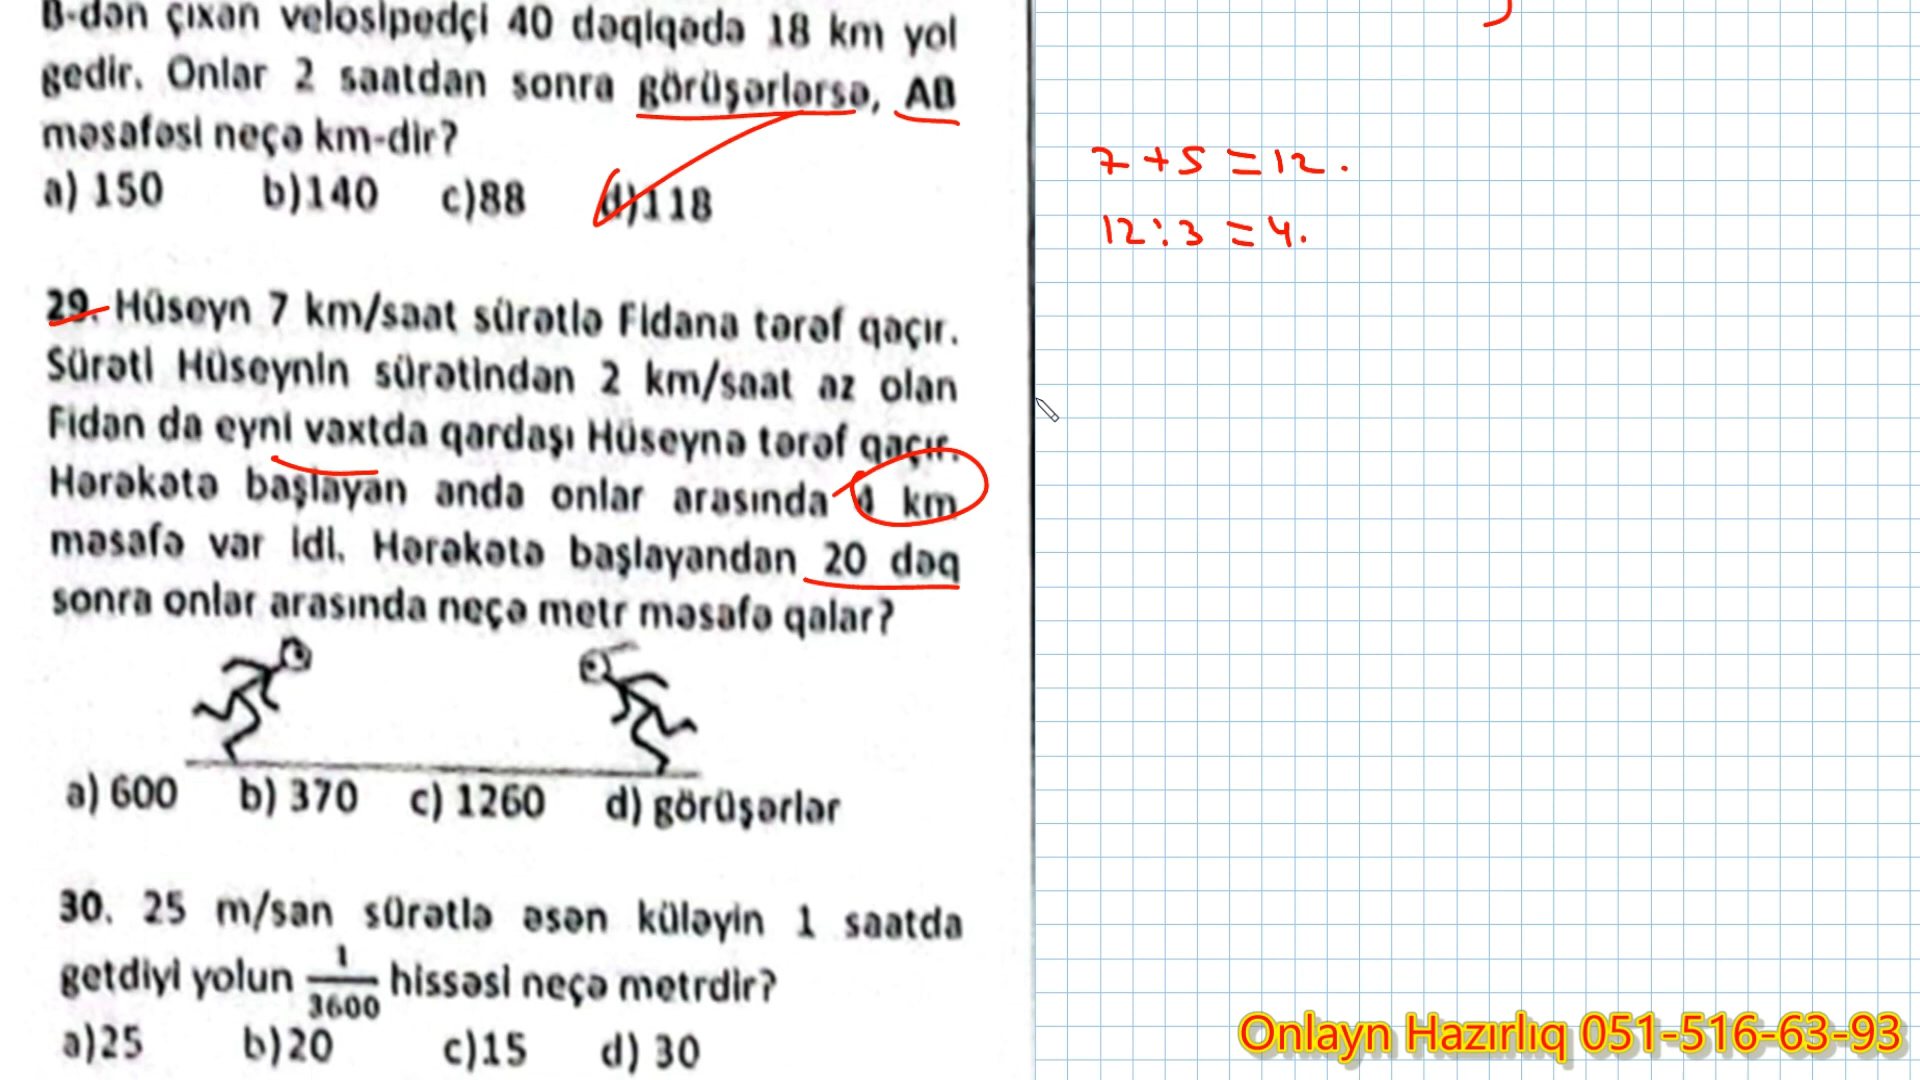 B-dən çıxan velosipedçi 40 dəqiqədə 18 km yol
gedir. Onlar 2 saatdan sonra görüşərlərsə, AB
məsafəsi neçə km-dir?
a) 150 b)140 c)88 d)118
29. Hüseyn 7 km/saat sürətlə Fidana tərəf qaçır.
Sürəti Hüseynin sürətindən 2 km/saat az olan
Fidan da eyni vaxtda qardaşı Hüseynə tərəf qaçır.
Hərəkətə başlayan anda onlar arasında 4 km
məsafə var idi. Hərəkətə başlayandan 20 dəq
sonra onlar arasında neçə metr məsafə qalar?
a) 600 b) 370 c) 1260 d) görüşərlər
30. 25 m/san sürətlə əsən küləyin 1 saatda
getdiyi yolun 1/3600 hissəsi neçə metrdir?
a)25 b)20 c)15 d) 30
7+5=12.
12:3=4.
Onlayn Hazırlıq 051-516-63-93